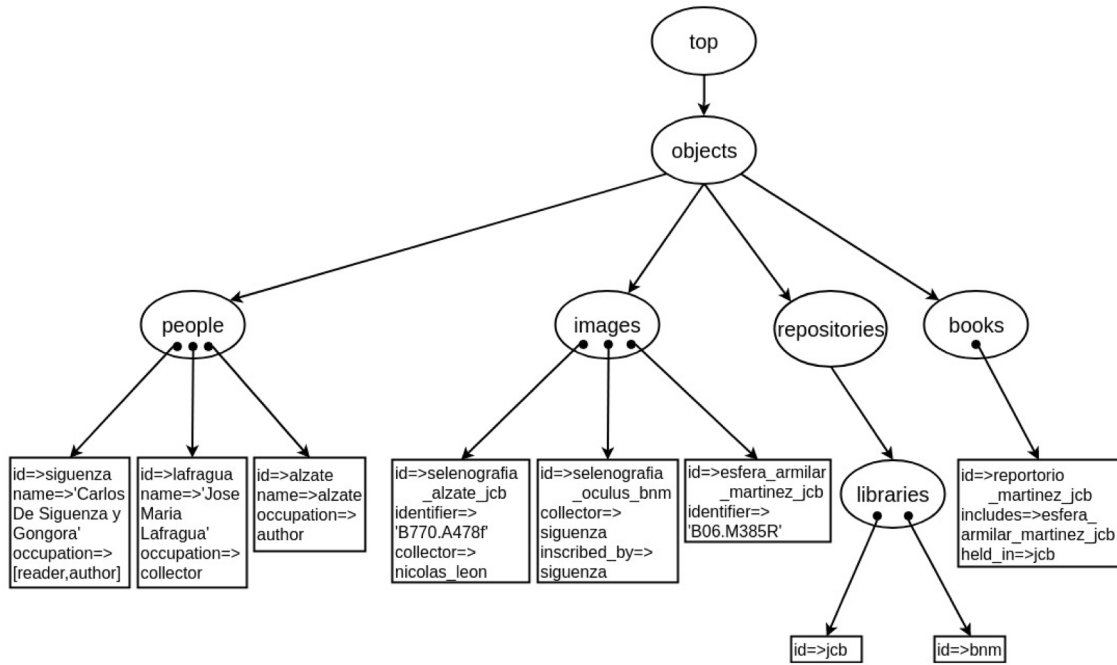 top
objects
people
images
repositories
books
id=>siguenza
name=>'Carlos
De Siguenza y
Gongora'
occupation=>
[reader,author]
id=>lafragua
name=>'Jose
Maria
Lafragua'
occupation=>
collector
id=>alzate
name=>alzate
occupation=>
author
id=>selenografia
_alzate_jcb
identifier=>
'B770.A478f'
collector=>
nicolas_leon
id=>selenografia
_oculus_bnm
collector=>
siguenza
inscribed_by=>
siguenza
id=>esfera_armilar
_martinez_jcb
identifier=>
'B06.M385R'
libraries
id=>reportorio
_martinez_jcb
includes=>esfera_
armilar_martinez_jcb
held_in=>jcb
id=>jcb
id=>bnm